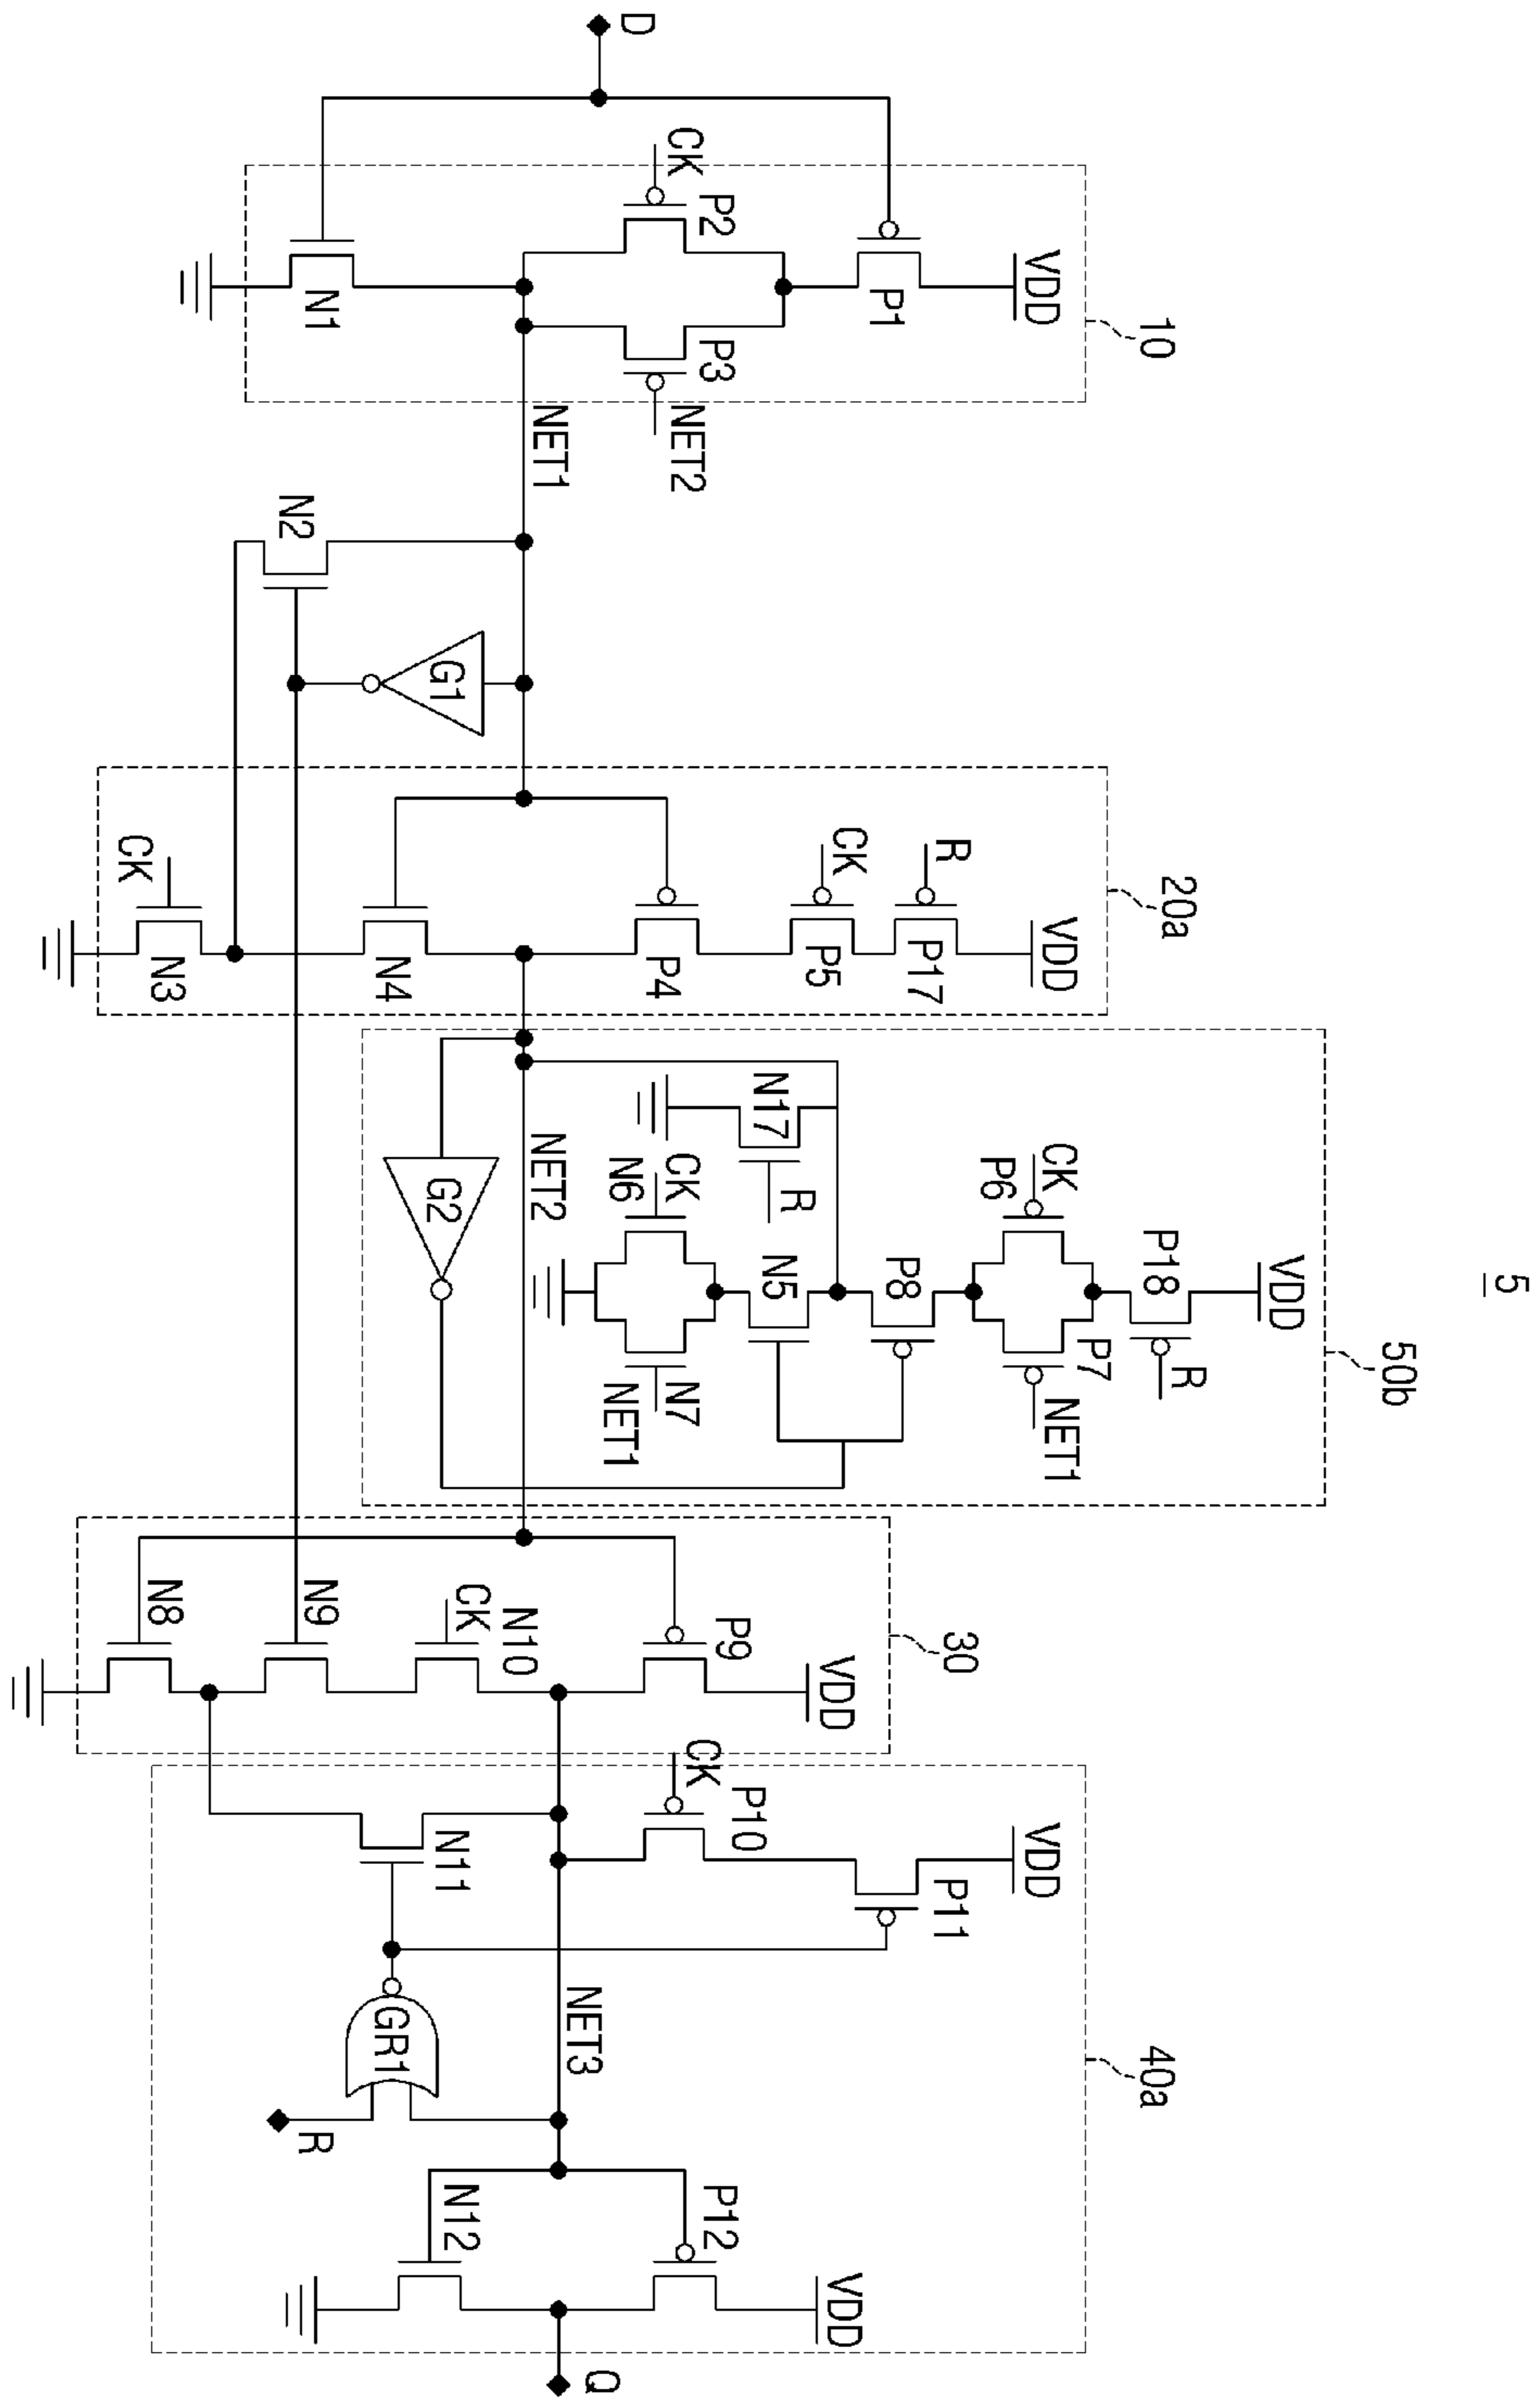 5
D
10
VDD
P1
CK
P2
P3
NET2
N1
NET1
N2
G1
20a
VDD
R
P17
CK
P5
P4
N4
CK
N3
50b
VDD
P18
R
CK
P6
P7
NET1
P8
N17
R
N5
CK
N6
N7
NET1
NET2
G2
30
VDD
P9
N10
CK
N9
N8
40a
VDD
P11
CK
P10
N11
NET3
GR1
R
VDD
P12
N12
Q